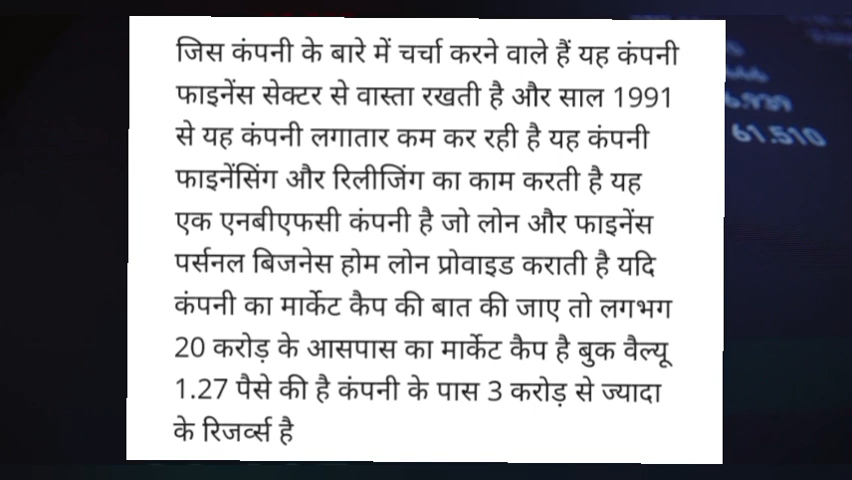 जिस कंपनी के बारे में चर्चा करने वाले हैं यह कंपनी
फाइनेंस सेक्टर से वास्ता रखती है और साल 1991
से यह कंपनी लगातार कम कर रही है यह कंपनी
फाइनेंसिंग और रिलीजिंग का काम करती है यह
एक एनबीएफसी कंपनी है जो लोन और फाइनेंस
पर्सनल बिजनेस होम लोन प्रोवाइड कराती है यदि
कंपनी का मार्केट कैप की बात की जाए तो लगभग
20 करोड़ के आसपास का मार्केट कैप है बुक वैल्यू
1.27 पैसे की है कंपनी के पास 3 करोड़ से ज्यादा
के रिजर्व्स है
61.510